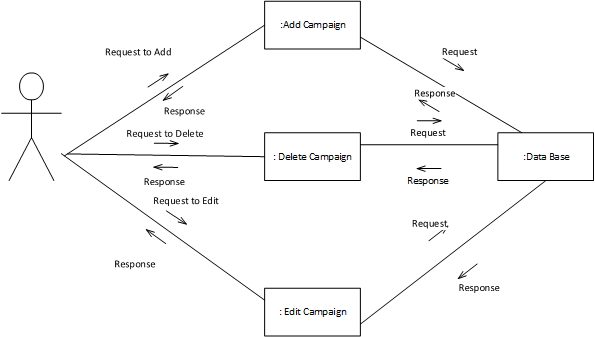 :Add Campaign
Request to Add
Request
Response
Response
Request to Delete
Request
: Delete Campaign
:Data Base
Response
Response
Request to Edit
Request,
Response
Response
: Edit Campaign